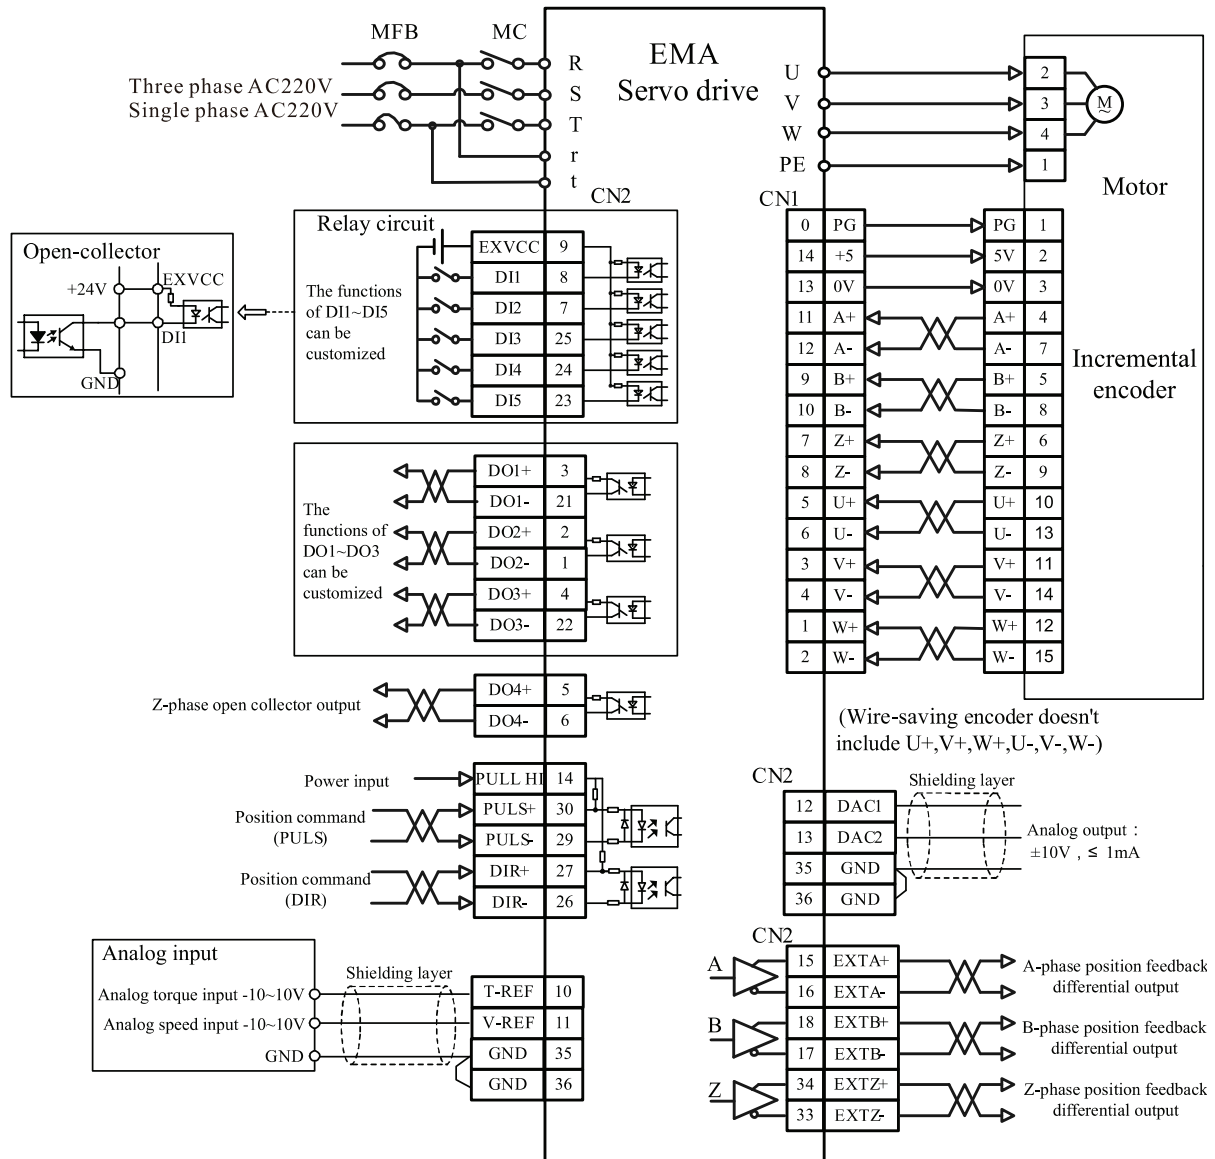 MFB
MC
EMA
Servo drive
Three phase AC220V
Single phase AC220V
R
S
T
r
t
U
V
W
PE
2
3
4
1
M
~
Motor
Incremental
encoder
CN2
CN1
Open-collector
+24V
EXVCC
DI1
GND
Relay circuit
The functions
of DI1~DI5
can be
customized
EXVCC 9
DI1 8
DI2 7
DI3 25
DI4 24
DI5 23
The
functions of
DO1~DO3
can be
customized
DO1+ 3
DO1- 21
DO2+ 2
DO2- 1
DO3+ 4
DO3- 22
Z-phase open collector output
DO4+ 5
DO4- 6
Power input
Position command
(PULS)
Position command
(DIR)
PULL HI 14
PULS+ 30
PULS- 29
DIR+ 27
DIR- 26
Analog input
Analog torque input -10~10V
Analog speed input -10~10V
GND
Shielding layer
T-REF 10
V-REF 11
GND 35
GND 36
0 PG PG 1
14 +5 5V 2
13 0V 0V 3
11 A+ A+ 4
12 A- A- 7
9 B+ B+ 5
10 B- B- 8
7 Z+ Z+ 6
8 Z- Z- 9
5 U+ U+ 10
6 U- U- 13
3 V+ V+ 11
4 V- V- 14
1 W+ W+ 12
2 W- W- 15
(Wire-saving encoder doesn't
include U+,V+,W+,U-,V-,W-)
CN2
Shielding layer
12 DAC1
13 DAC2
35 GND
36 GND
Analog output :
±10V , ≤ 1mA
CN2
A
B
Z
15 EXTA+
16 EXTA-
18 EXTB+
17 EXTB-
34 EXTZ+
33 EXTZ-
A-phase position feedback
differential output
B-phase position feedback
differential output
Z-phase position feedback
differential output